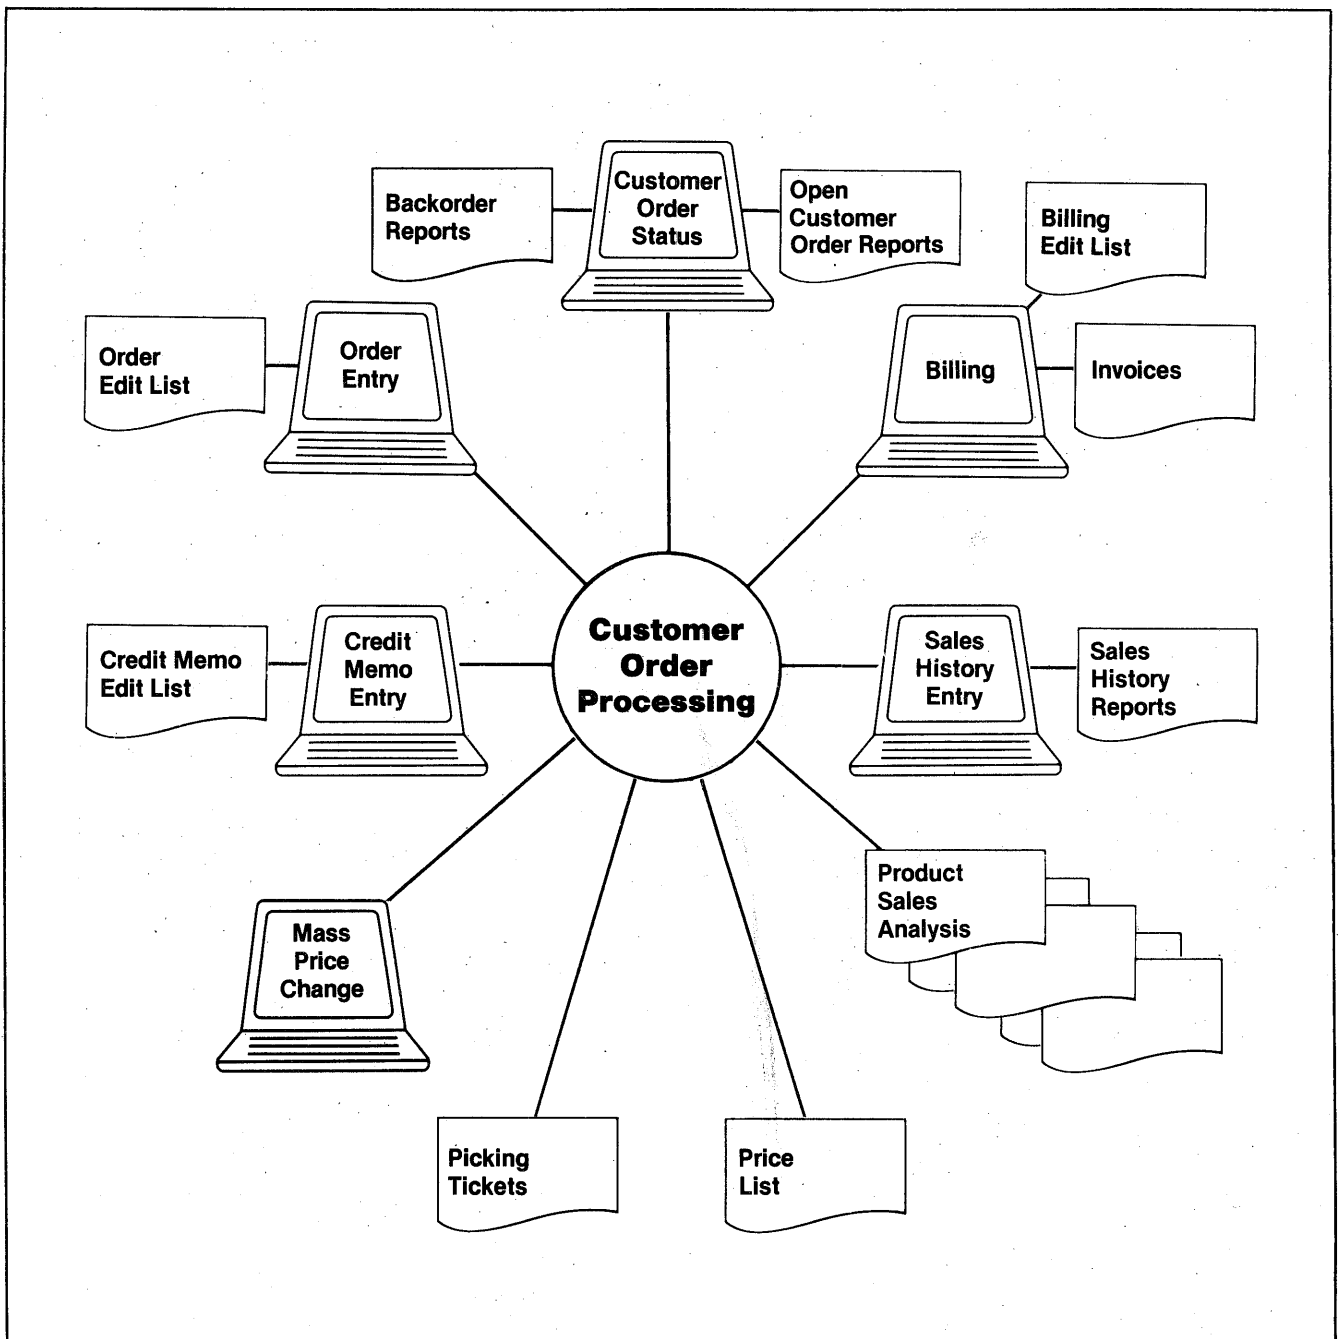 Backorder
Reports
Customer
Order
Status
Open
Customer
Order Reports
Billing
Edit List
Order
Edit List
Order
Entry
Billing
Invoices
Customer
Order
Processing
Credit Memo
Edit List
Credit
Memo
Entry
Sales
History
Entry
Sales
History
Reports
Mass
Price
Change
Product
Sales
Analysis
Picking
Tickets
Price
List